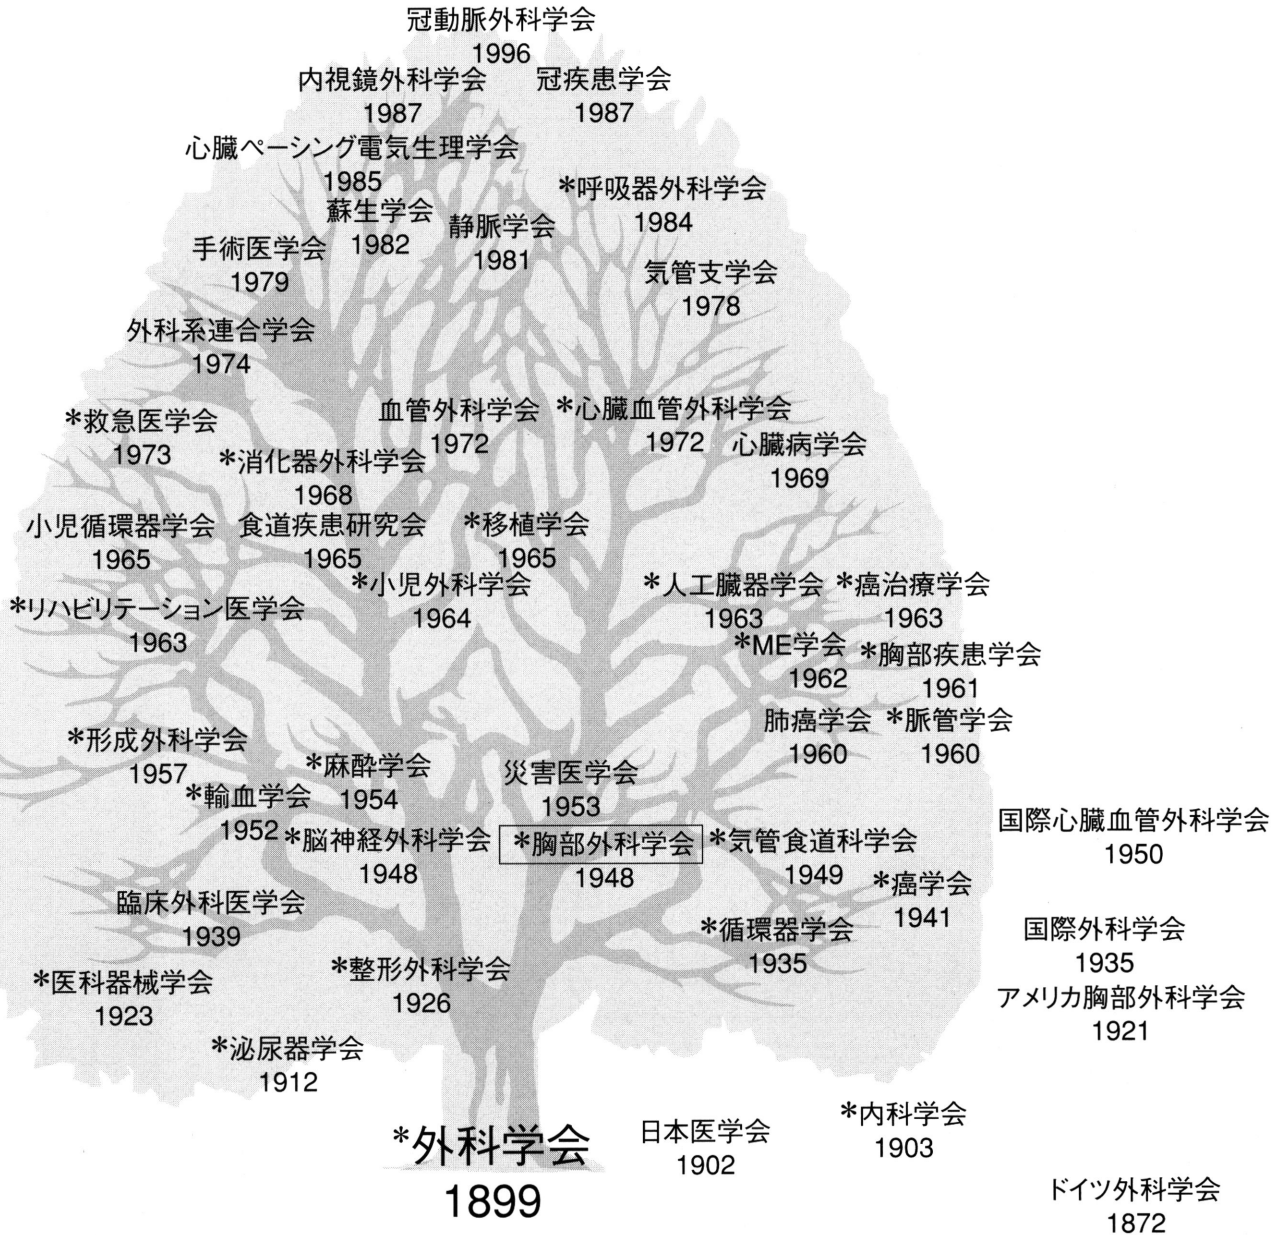 冠動脈外科学会
1996
内視鏡外科学会
1987
冠疾患学会
1987
心臓ペーシング電気生理学会
1985
*呼吸器外科学会
1984
蘇生学会
1982
静脈学会
1981
手術医学会
1979
気管支学会
1978
外科系連合学会
1974
*救急医学会
1973
血管外科学会
1972
*心臓血管外科学会
1972
心臓病学会
1969
*消化器外科学会
1968
小児循環器学会
1965
食道疾患研究会
1965
*移植学会
1965
*小児外科学会
1964
*人工臓器学会
1963
*癌治療学会
1963
*リハビリテーション医学会
1963
*ME学会
1962
*胸部疾患学会
1961
肺癌学会
1960
*脈管学会
1960
*形成外科学会
1957
*麻酔学会
1954
災害医学会
1953
*輸血学会
1952
*脳神経外科学会
1948
*胸部外科学会
1948
*気管食道科学会
1949
国際心臓血管外科学会
1950
*癌学会
1941
臨床外科医学会
1939
*循環器学会
1935
国際外科学会
1935
*整形外科学会
1926
*医科器械学会
1923
アメリカ胸部外科学会
1921
*泌尿器学会
1912
*外科学会
1899
日本医学会
1902
*内科学会
1903
ドイツ外科学会
1872